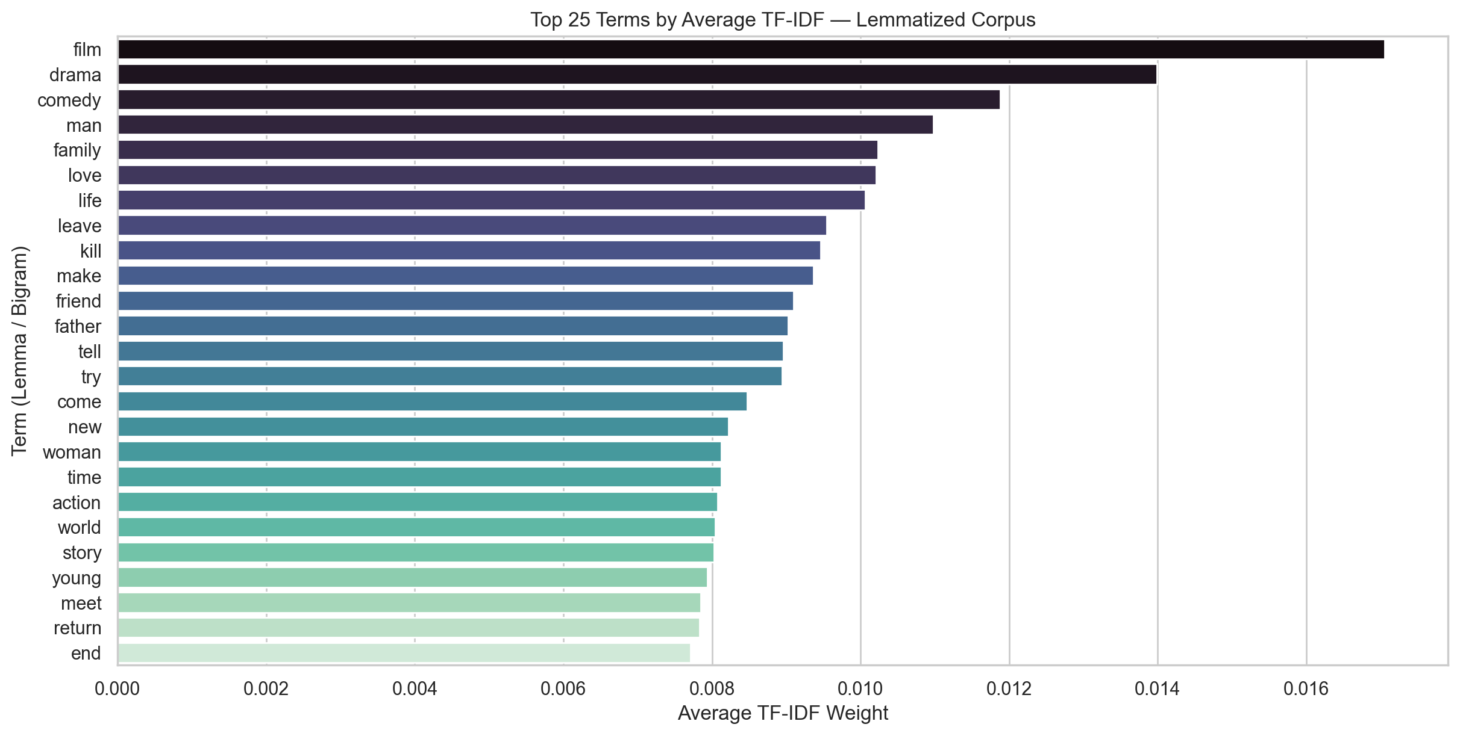 Top 25 Terms by Average TF-IDF — Lemmatized Corpus
Term (Lemma / Bigram)
film
drama
comedy
man
family
love
life
leave
kill
make
friend
father
tell
try
come
new
woman
time
action
world
story
young
meet
return
end
0.000 0.002 0.004 0.006 0.008 0.010 0.012 0.014 0.016
Average TF-IDF Weight